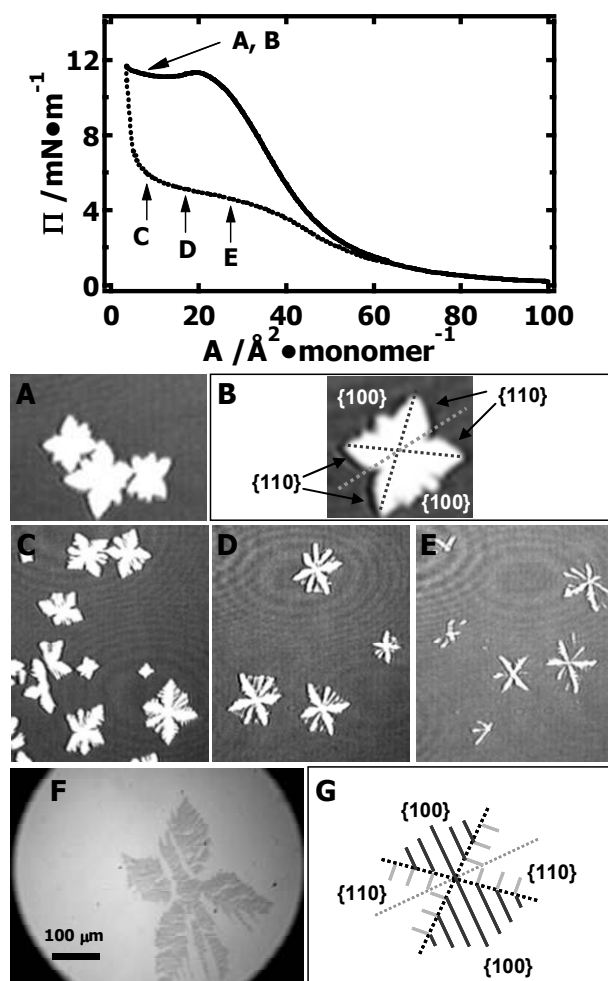 12
8
4
0
Π /mN•m⁻¹
A, B
C
D
E
0 20 40 60 80 100
A /Å²•monomer⁻¹
A
B
{100}
{110}
{110}
{100}
C
D
E
F
100 μm
G
{100}
{110}
{110}
{100}